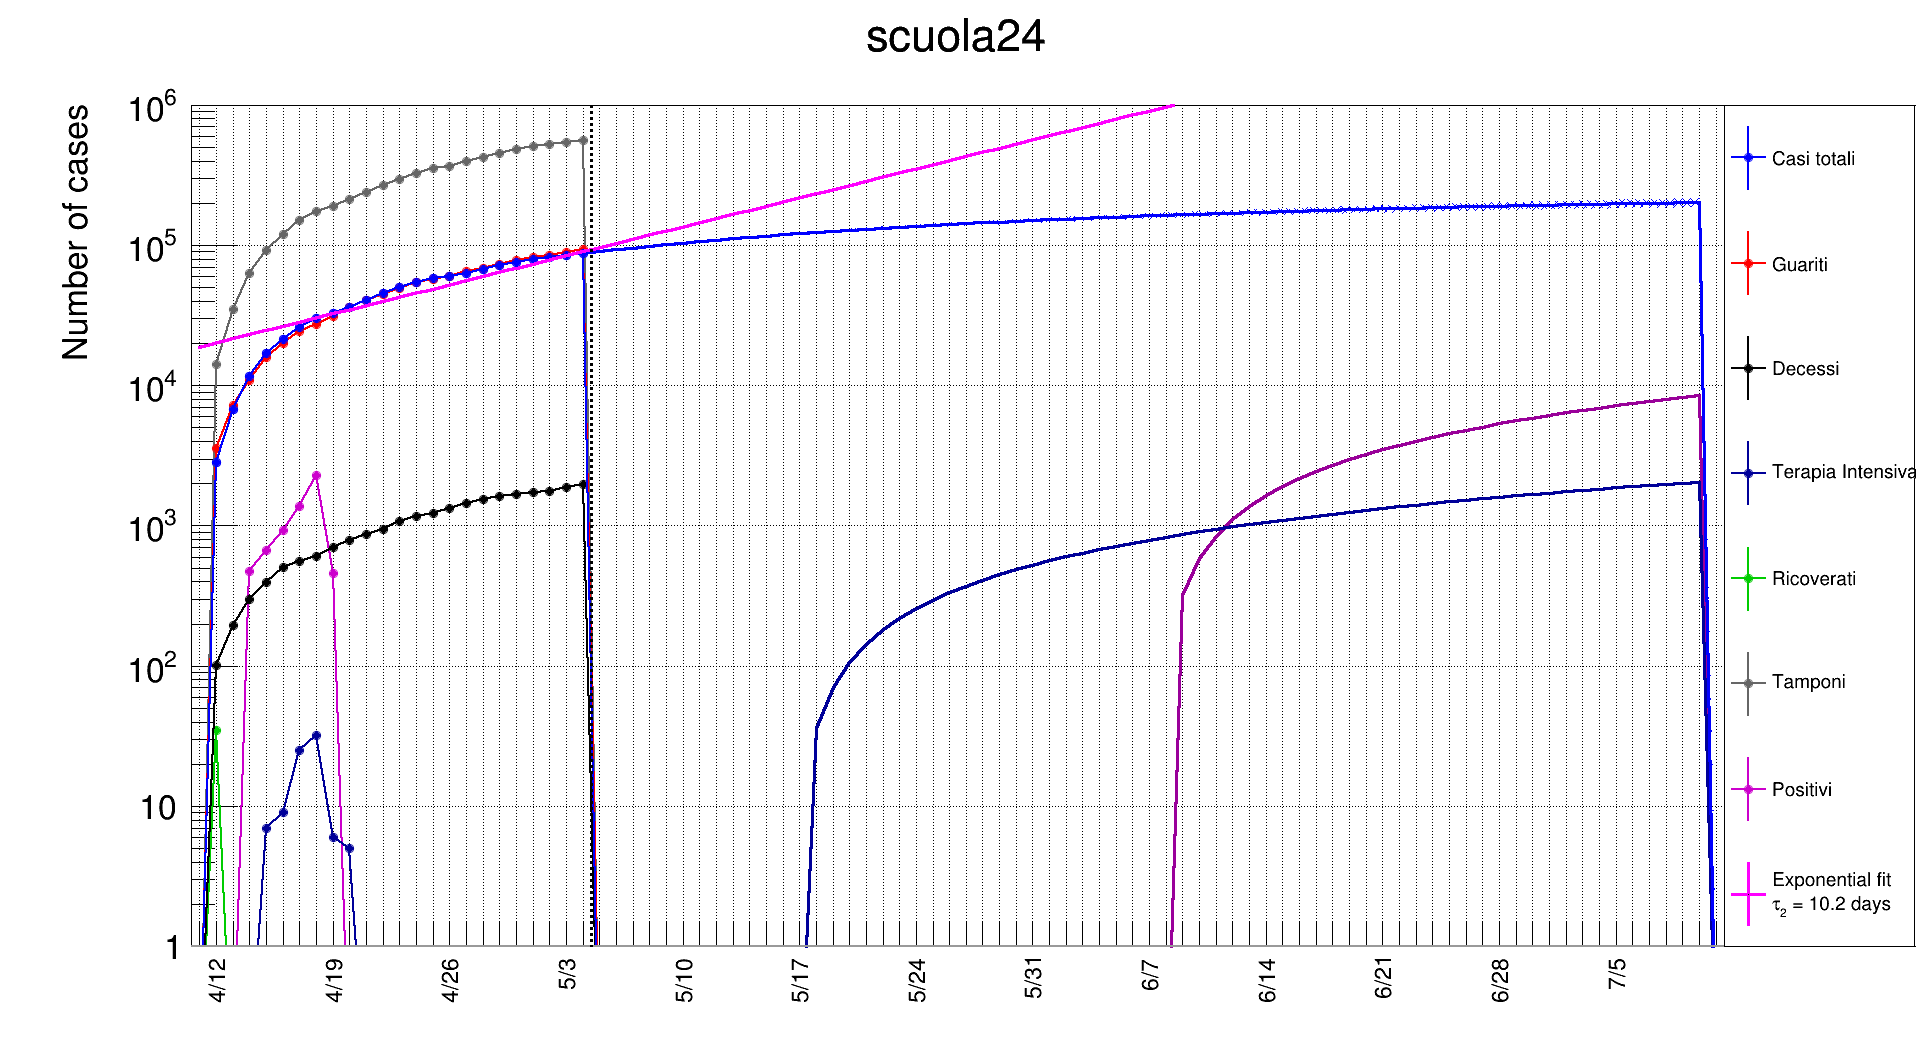 scuola24
Number of cases
10^6
10^5
10^4
10^3
10^2
10
1
4/12
4/19
4/26
5/3
5/10
5/17
5/24
5/31
6/7
6/14
6/21
6/28
7/5
Casi totali
Guariti
Decessi
Terapia Intensiva
Ricoverati
Tamponi
Positivi
Exponential fit
τ_2 = 10.2 days